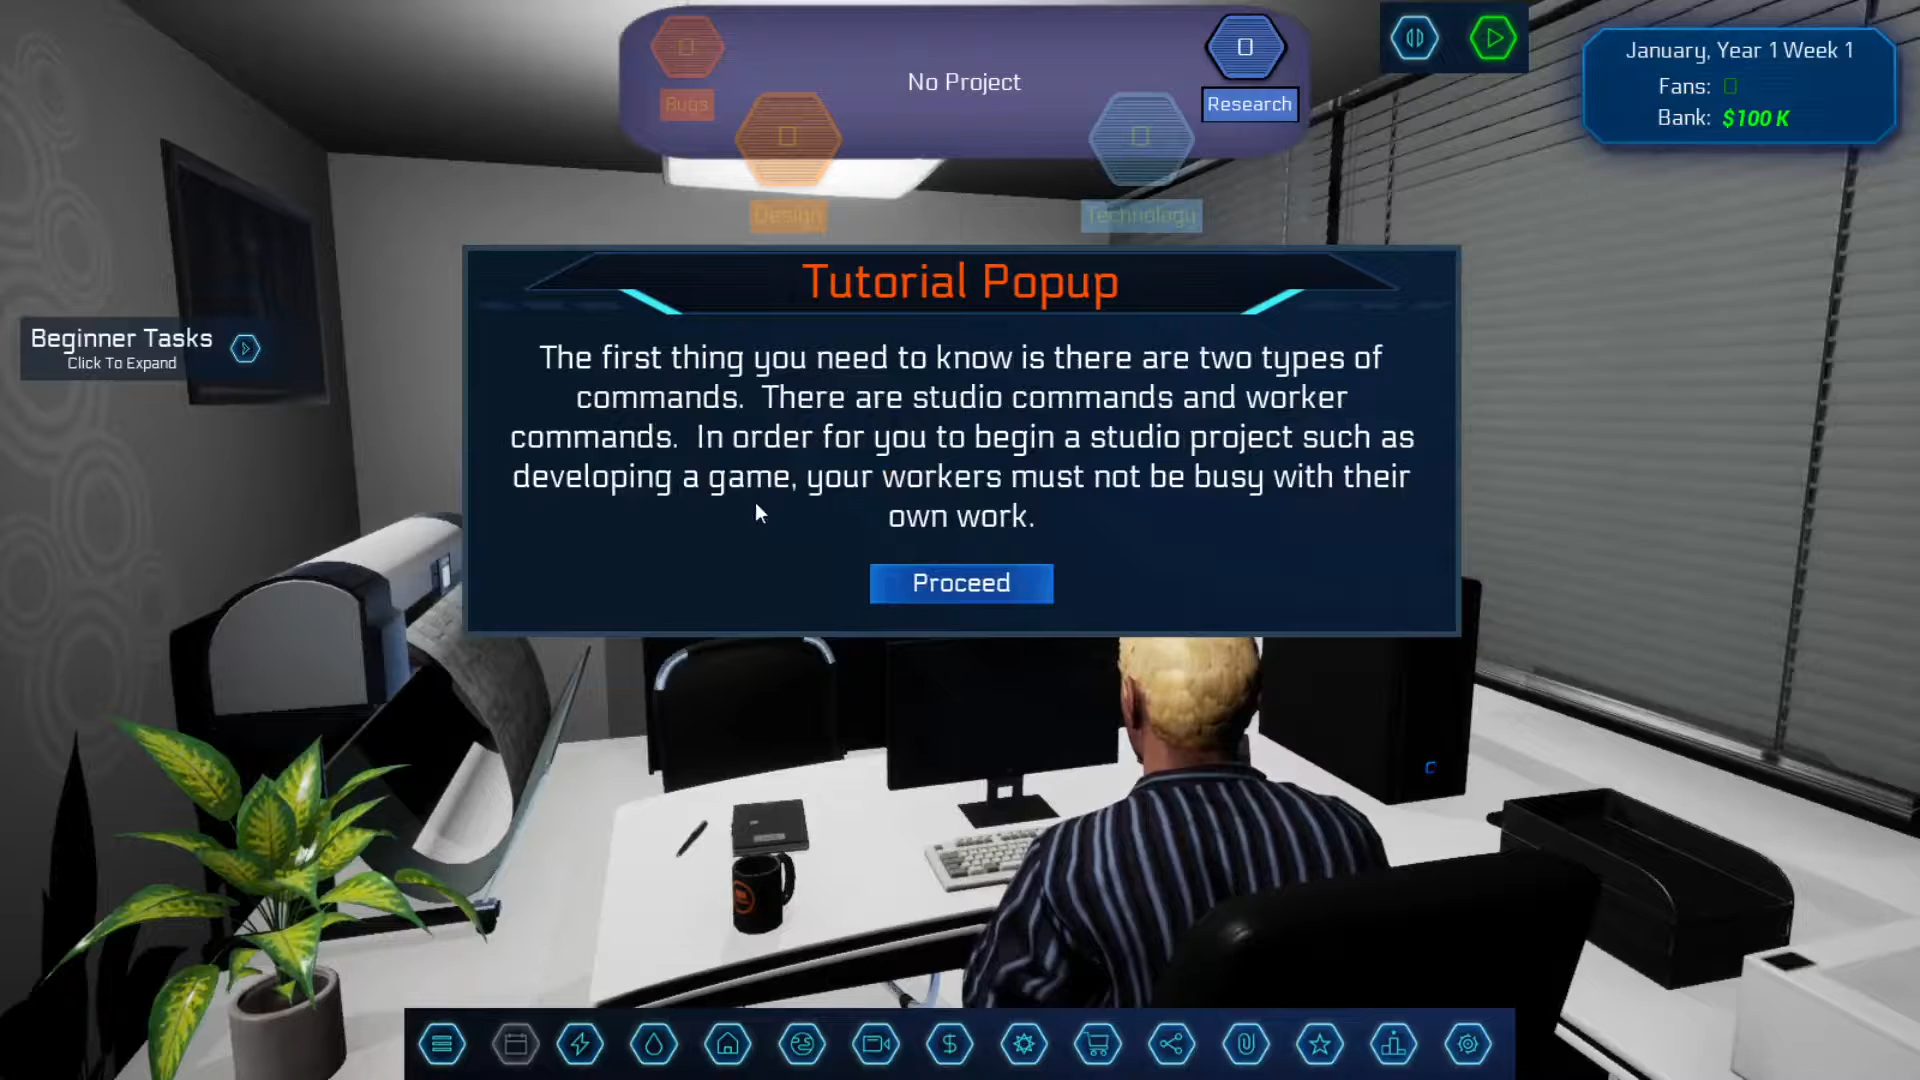 No Project
Bugs
Research
Design
Technology
January, Year 1 Week 1
Fans: 0
Bank: $100 K
Tutorial Popup
Beginner Tasks
Click To Expand
The first thing you need to know is there are two types of
commands. There are studio commands and worker
commands. In order for you to begin a studio project such as
developing a game, your workers must not be busy with their
own work.
Proceed